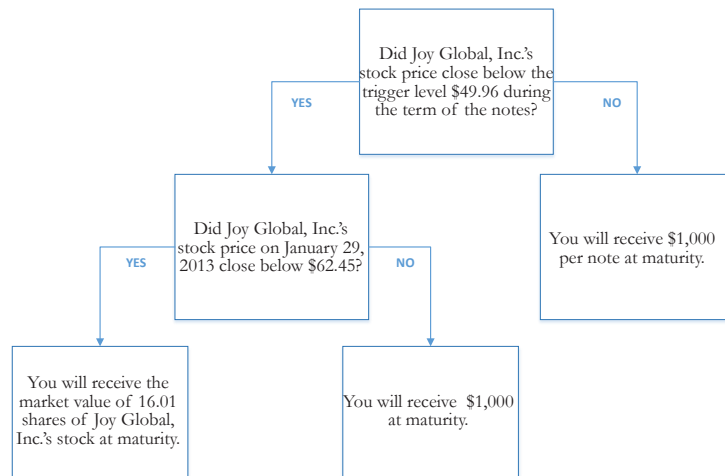 Did Joy Global, Inc.'s
stock price close below the
trigger level $49.96 during
the term of the notes?
YES
NO
Did Joy Global, Inc.'s
stock price on January 29,
2013 close below $62.45?
You will receive $1,000
per note at maturity.
YES
NO
You will receive the
market value of 16.01
shares of Joy Global,
Inc.'s stock at maturity.
You will receive $1,000
at maturity.